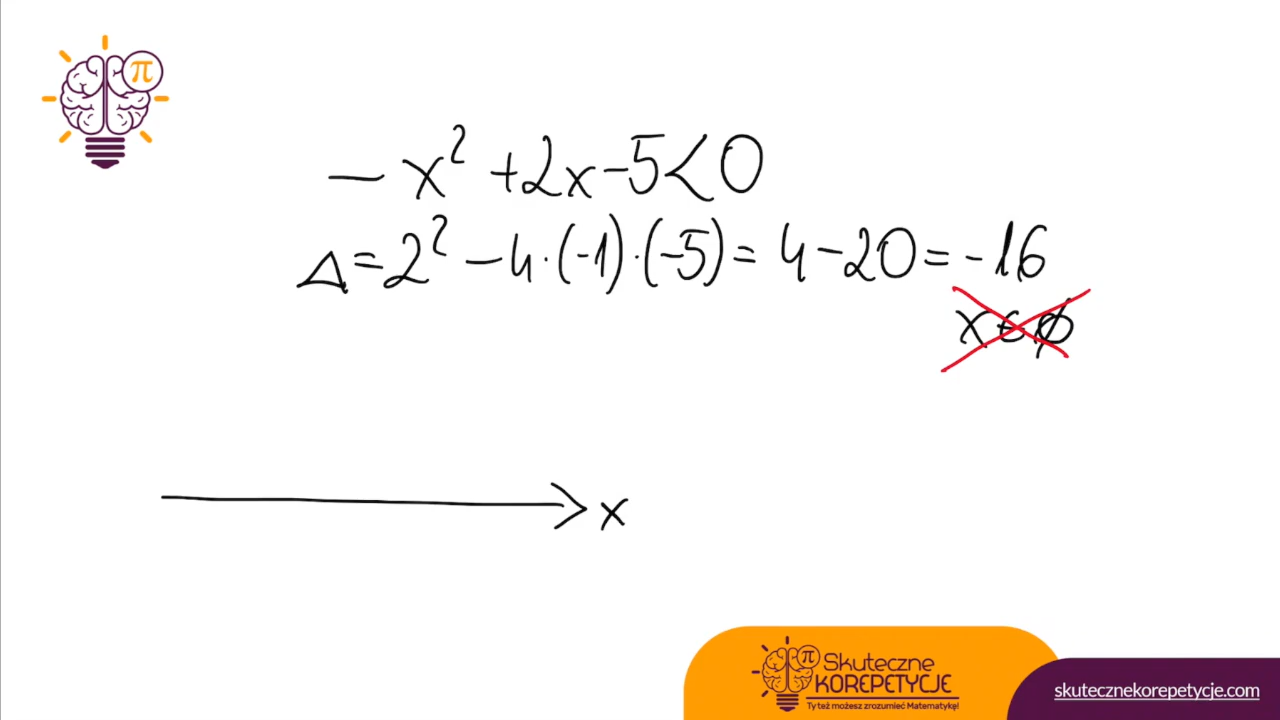 π
-x² +2x-5<0
Δ=2² -4·(-1)·(-5)=4-20=-16
x∈∅
x
π
Skuteczne
KOREPETYCJE
Ty też możesz zrozumieć Matematykę!
skutecznekorepetycje.com